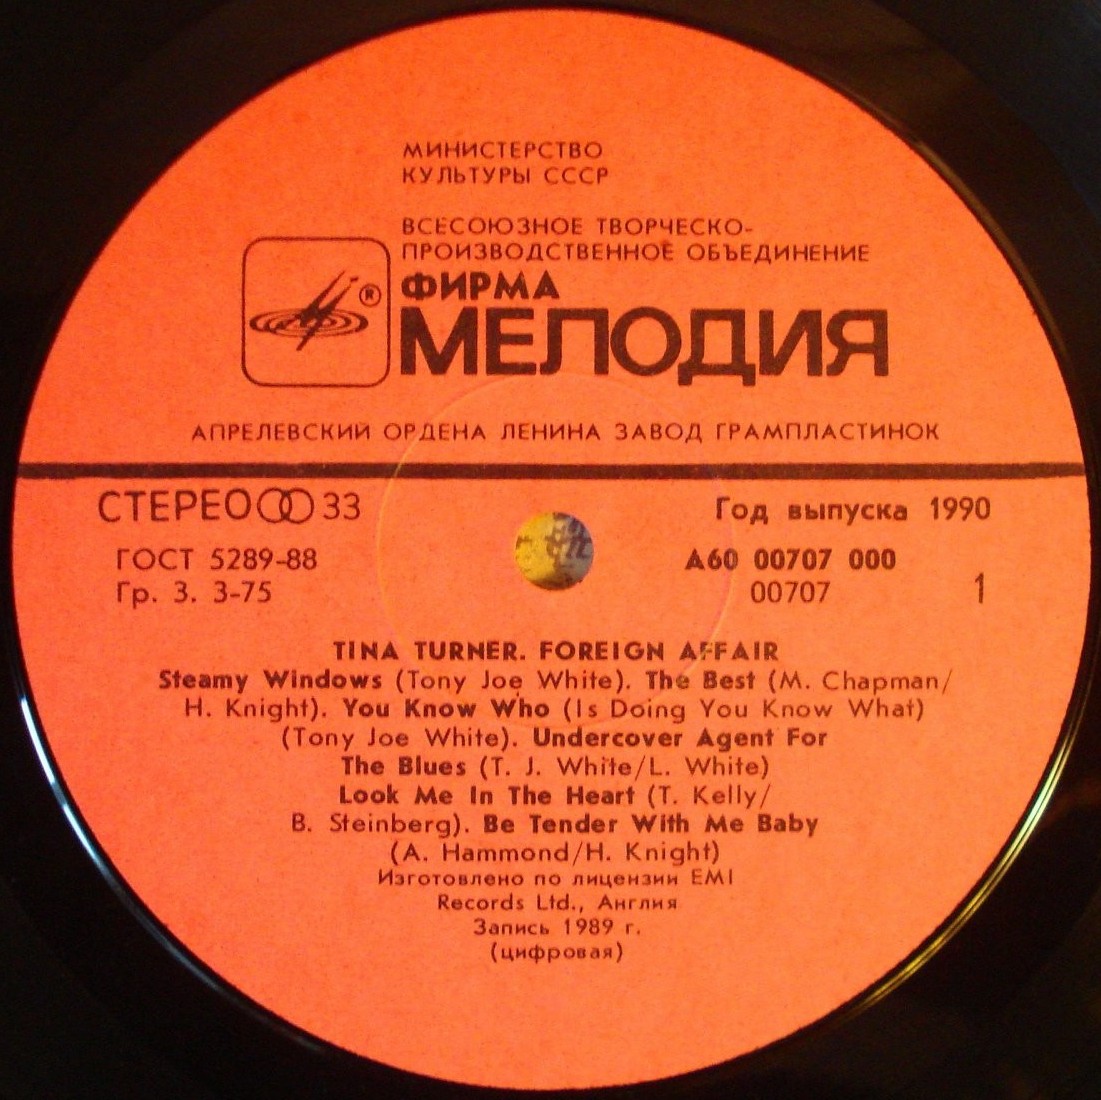 МИНИСТЕРСТВО
КУЛЬТУРЫ СССР
ВСЕСОЮЗНОЕ ТВОРЧЕСКО-
ПРОИЗВОДСТВЕННОЕ ОБЪЕДИНЕНИЕ
ФИРМА
®
МЕЛОДИЯ
АПРЕЛЕВСКИЙ ОРДЕНА ЛЕНИНА ЗАВОД ГРАМПЛАСТИНОК
СТЕРЕО 33
Год выпуска 1990
ГОСТ 5289-88
А60 00707 000
Гр. 3. 3-75
00707
1
TINA TURNER. FOREIGN AFFAIR
Steamy Windows (Tony Joe White). The Best (M. Chapman/
H. Knight). You Know Who (Is Doing You Know What)
(Tony Joe White). Undercover Agent For
The Blues (T. J. White/L. White)
Look Me In The Heart (T. Kelly/
B. Steinberg). Be Tender With Me Baby
(A. Hammond/H. Knight)
Изготовлено по лицензии EMI
Records Ltd., Англия
Запись 1989 г.
(цифровая)